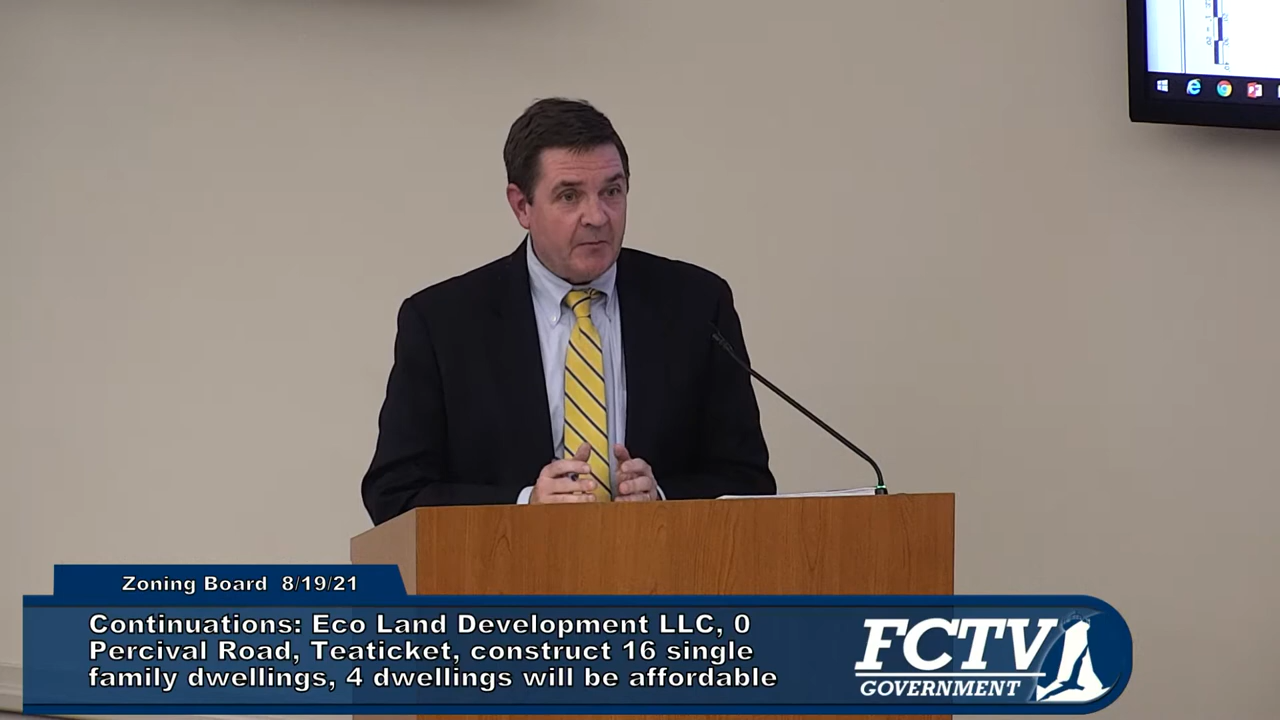 Zoning Board 8/19/21
Continuations: Eco Land Development LLC, 0
Percival Road, Teaticket, construct 16 single
family dwellings, 4 dwellings will be affordable
FCTV
GOVERNMENT